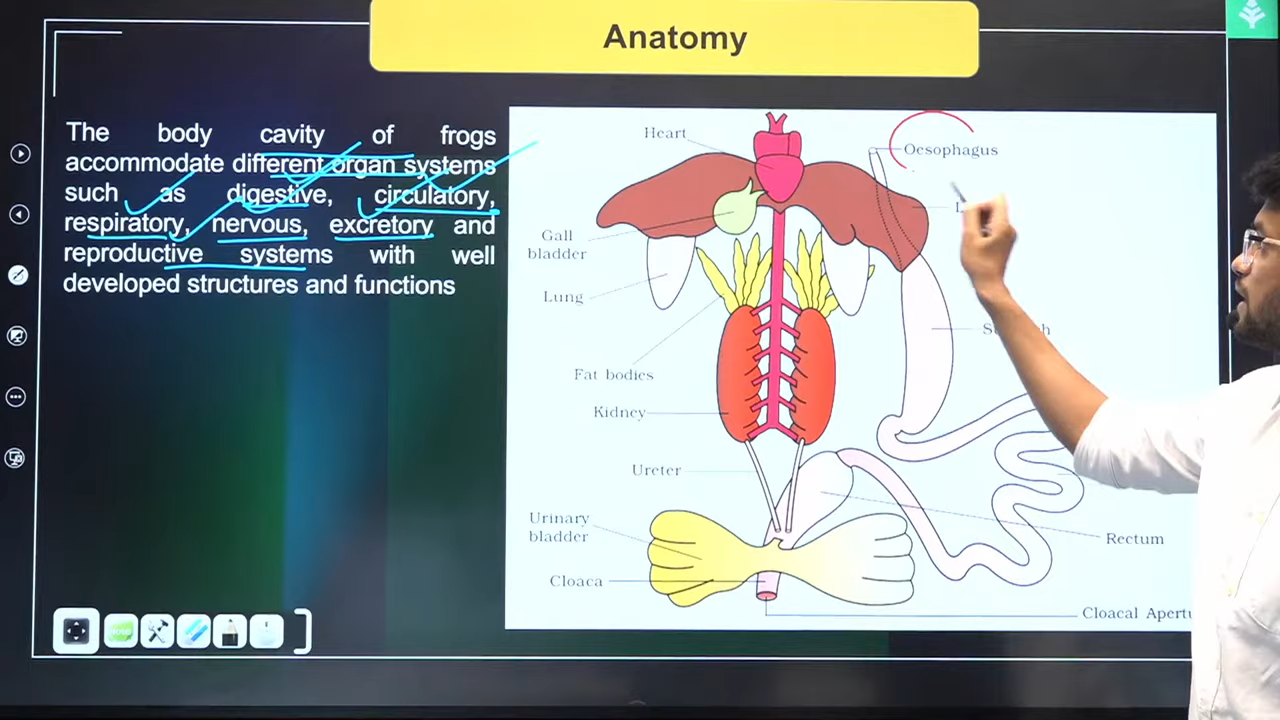 Anatomy
The body cavity of frogs
accommodate different organ systems
such as digestive, circulatory,
respiratory, nervous, excretory and
reproductive systems with well
developed structures and functions
Heart
Oesophagus
Gall
bladder
Lung
Fat bodies
Kidney
Ureter
Urinary
bladder
Rectum
Cloaca
Cloacal